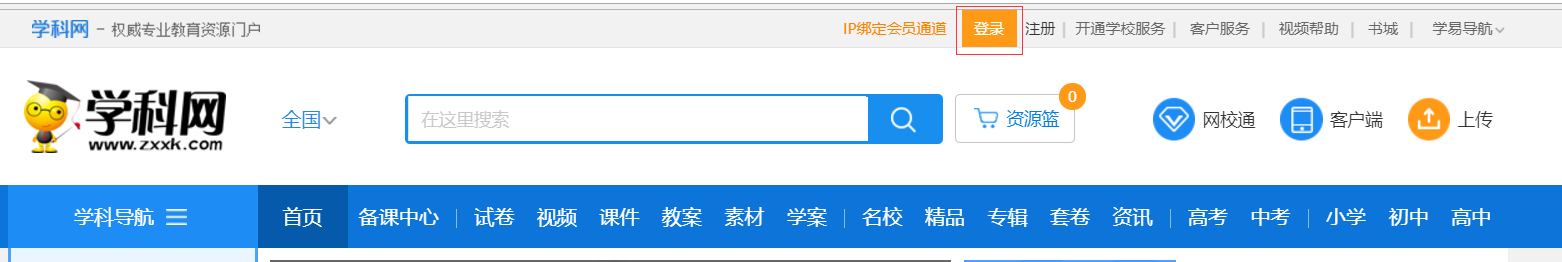 学科网 - 权威专业教育资源门户 IP绑定会员通道 登录 注册 | 开通学校服务 | 客户服务 | 视频帮助 | 书城 | 学易导航
学科网
www.zxxk.com
全国
在这里搜索
资源篮
0
网校通
客户端
上传
学科导航 首页 备课中心 | 试卷 视频 课件 教案 素材 学案 | 名校 精品 专辑 套卷 资讯 | 高考 中考 | 小学 初中 高中